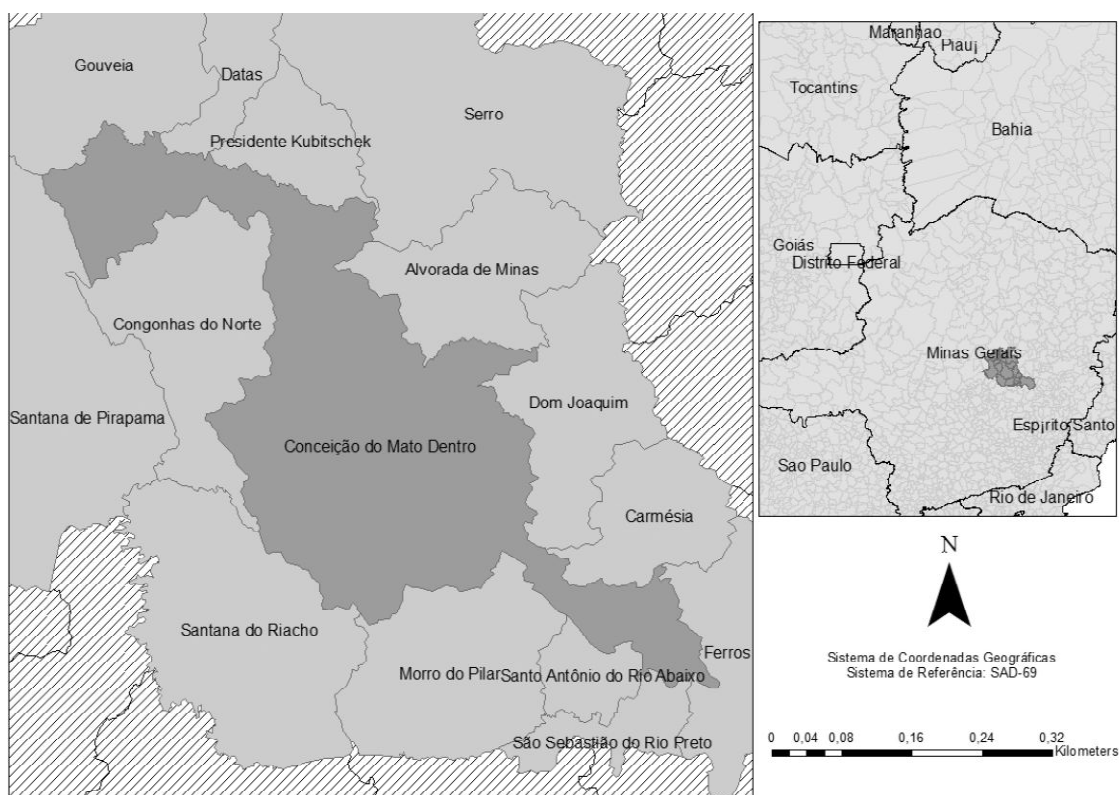 Gouveia
Datas
Serro
Presidente Kubitschek
Alvorada de Minas
Congonhas do Norte
Santana de Pirapama
Dom Joaquim
Conceição do Mato Dentro
Carmésia
Santana do Riacho
Morro do Pilar
Santo Antônio do Rio Abaixo
Ferros
São Sebastião do Rio Preto
Maranhao
Piau¡
Tocantins
Bahia
Goiás
Distrito Federal
Minas Gerais
Esp¡rito Santo
Sao Paulo
Rio de Janeiro
N
Sistema de Coordenadas Geográficas
Sistema de Referência: SAD-69
0 0,04 0,08 0,16 0,24 0,32
Kilometers